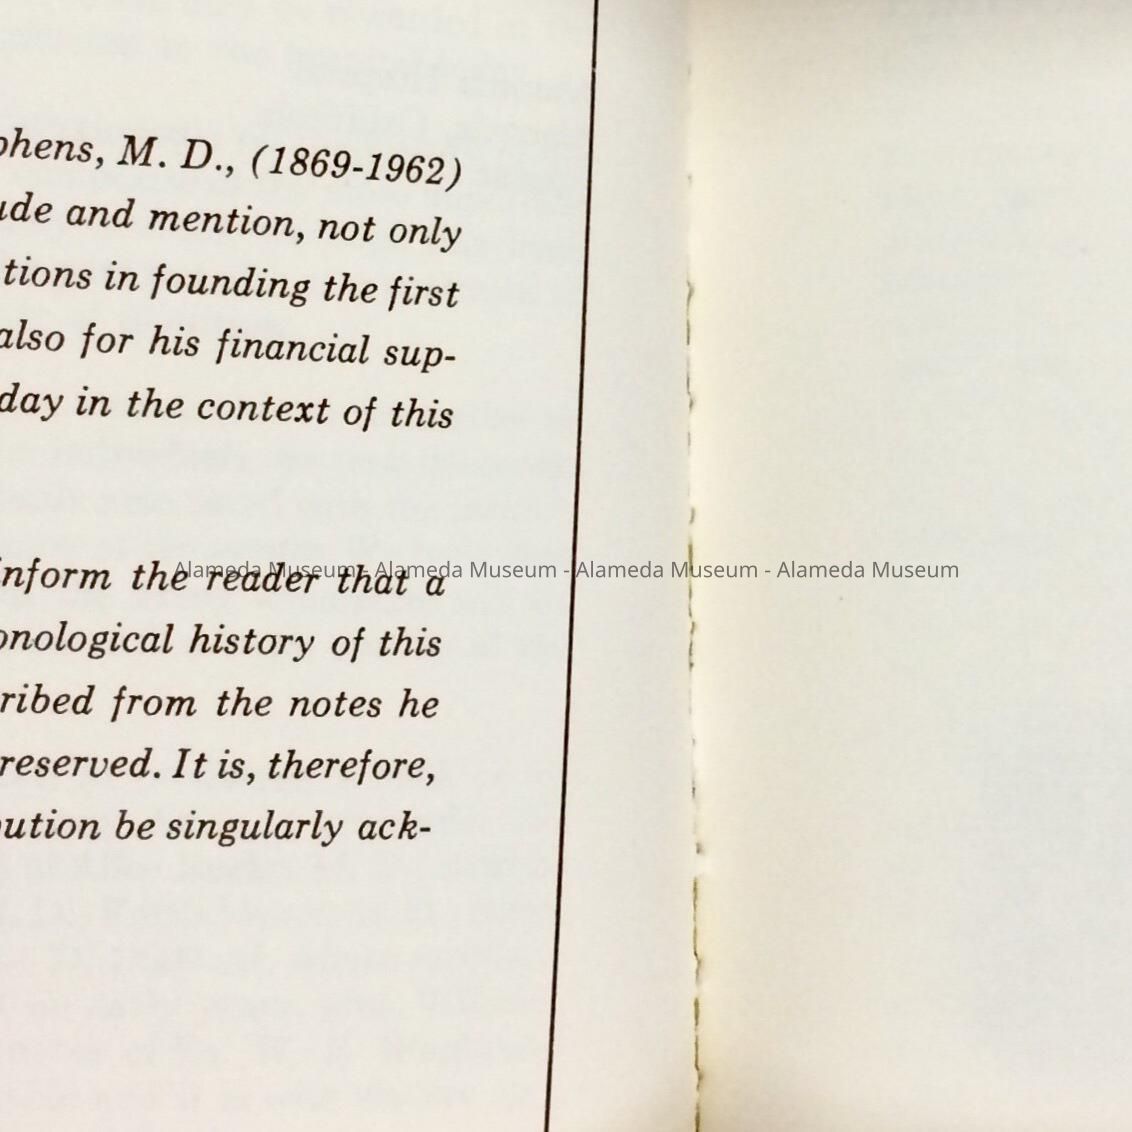 phens, M. D., (1869-1962)
ude and mention, not only
tions in founding the first
also for his financial sup-
day in the context of this
inform the reader that a
onological history of this
ribed from the notes he
reserved. It is, therefore,
bution be singularly ack-
Alameda Museum - Alameda Museum - Alameda Museum - Alameda Museum